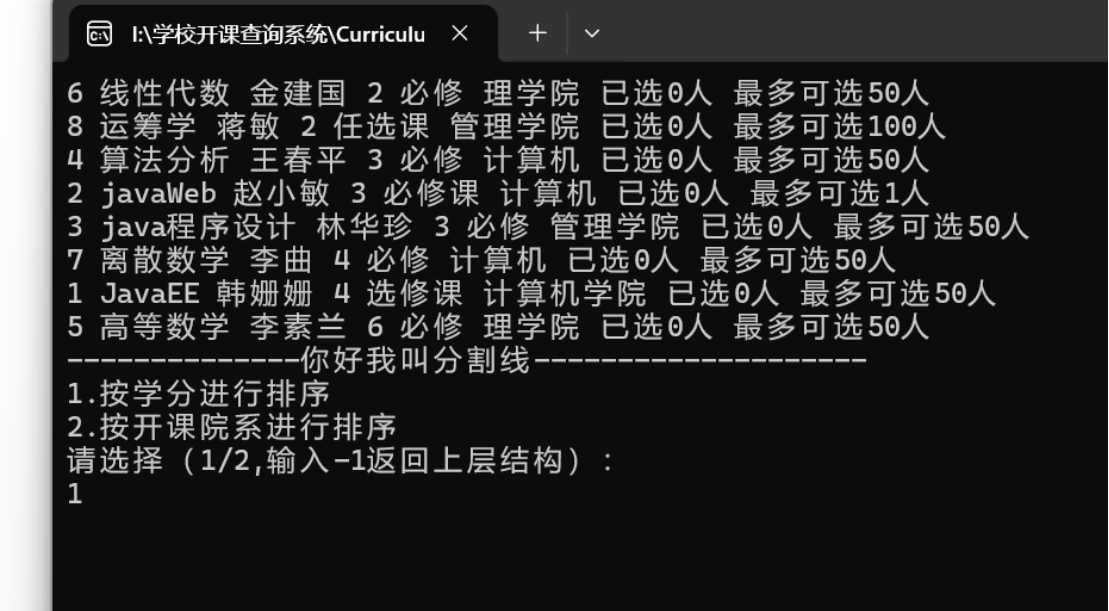 I:\学校开课查询系统\Curriculu
6 线性代数 金建国 2 必修 理学院 已选0人 最多可选50人
8 运筹学 蒋敏 2 任选课 管理学院 已选0人 最多可选100人
4 算法分析 王春平 3 必修 计算机 已选0人 最多可选50人
2 javaWeb 赵小敏 3 必修课 计算机 已选0人 最多可选1人
3 java程序设计 林华珍 3 必修 管理学院 已选0人 最多可选50人
7 离散数学 李曲 4 必修 计算机 已选0人 最多可选50人
1 JavaEE 韩姗姗 4 选修课 计算机学院 已选0人 最多可选50人
5 高等数学 李素兰 6 必修 理学院 已选0人 最多可选50人
--------------你好我叫分割线--------------------
1.按学分进行排序
2.按开课院系进行排序
请选择（1/2,输入-1返回上层结构）:
1